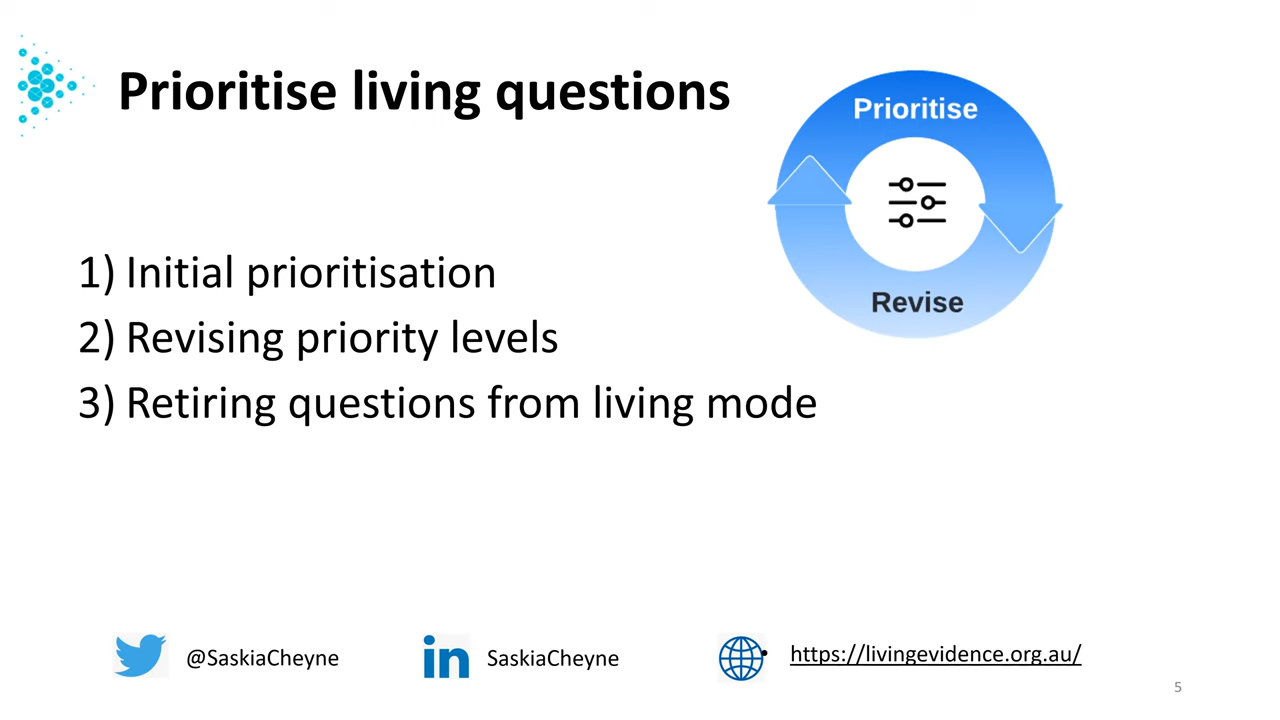 Prioritise living questions
Prioritise
Revise
1) Initial prioritisation
2) Revising priority levels
3) Retiring questions from living mode
@SaskiaCheyne
in SaskiaCheyne
• https://livingevidence.org.au/
5